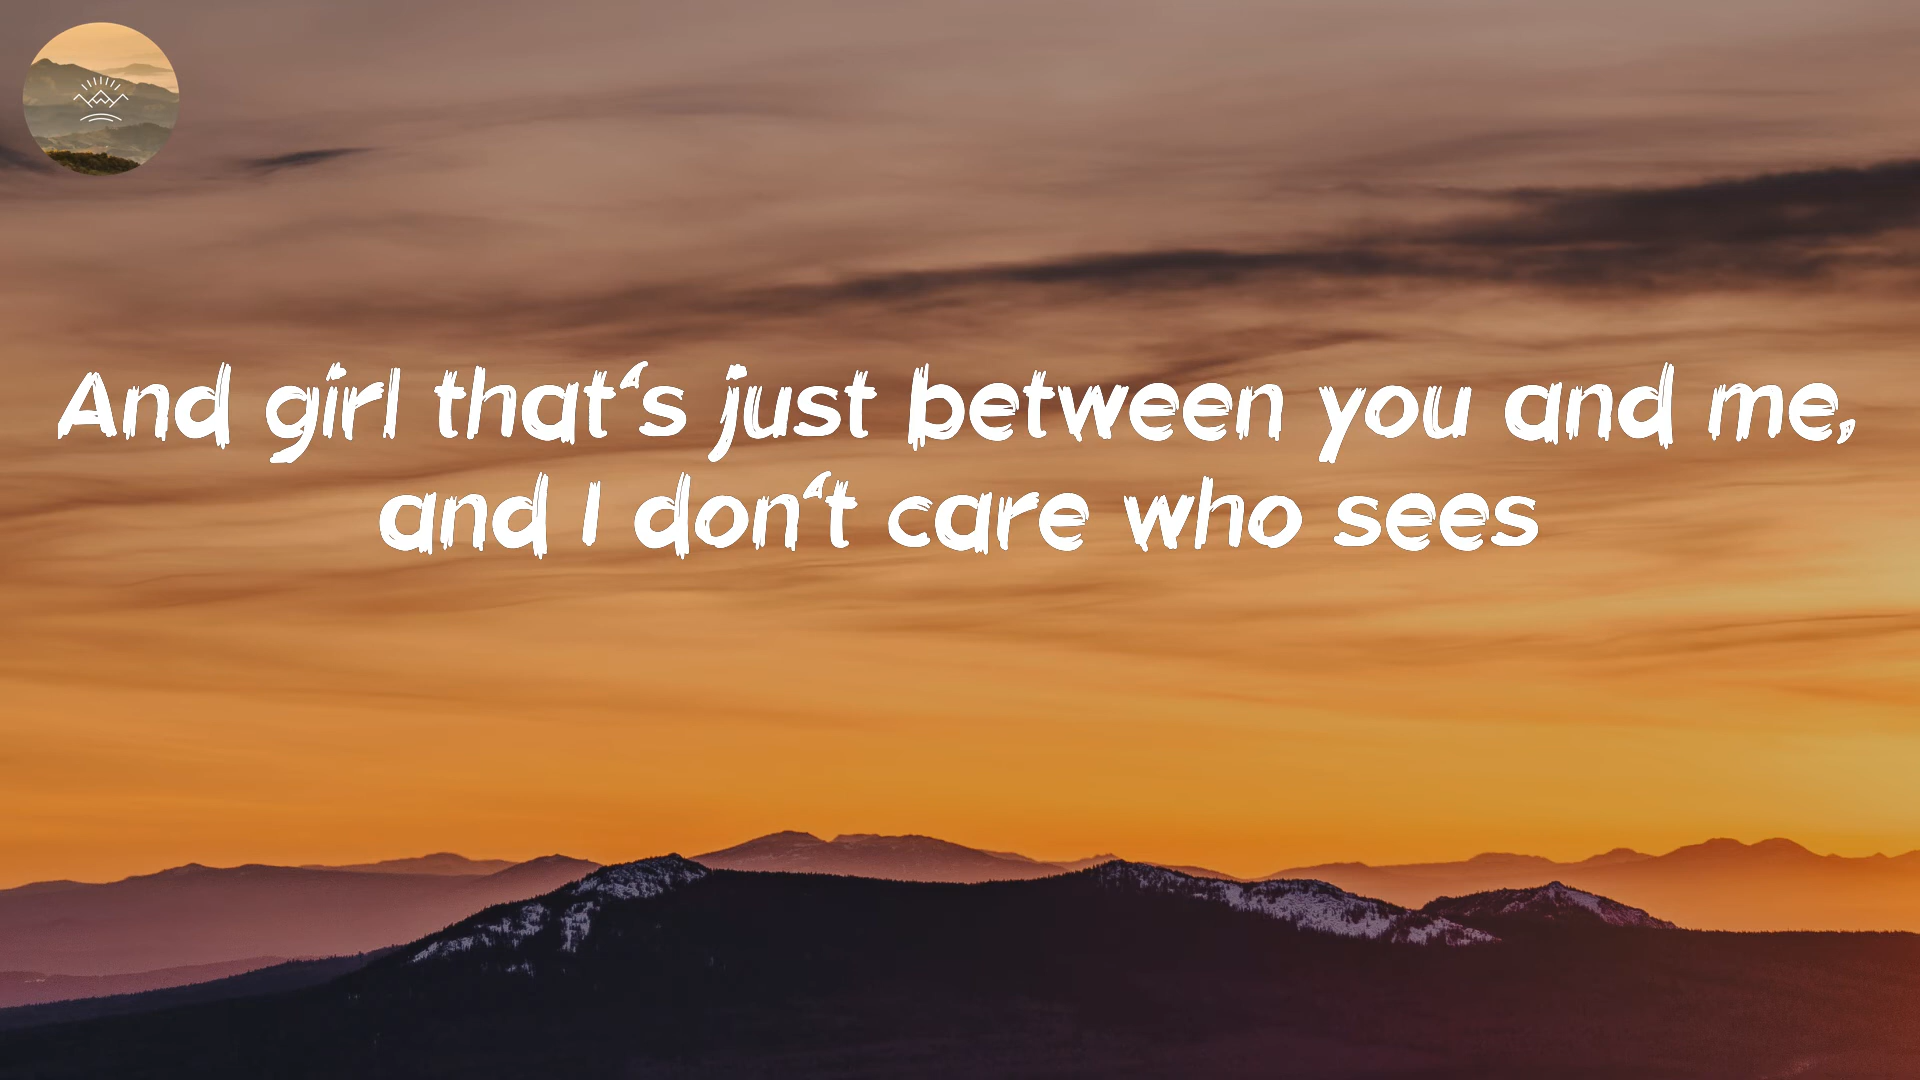 And girl that‘s just between you and me,
and I don‘t care who sees